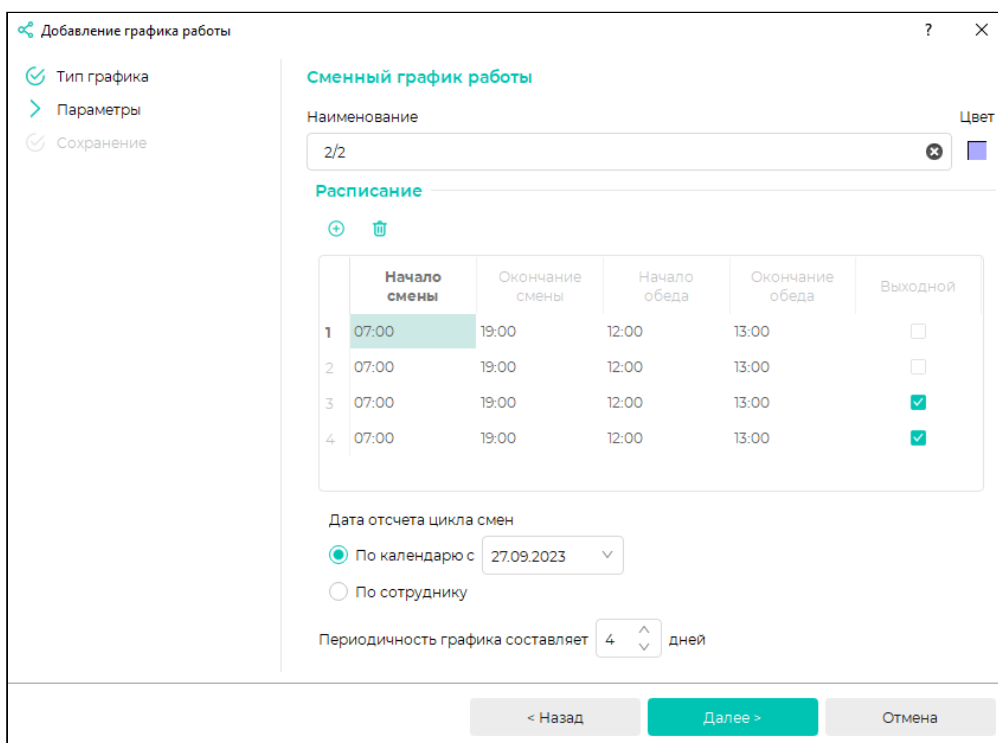 Добавление графика работы
?
Тип графика
Параметры
Сохранение
Сменный график работы
Наименование
Цвет
2/2
Расписание
Начало смены Окончание смены Начало обеда Окончание обеда Выходной
1 07:00 19:00 12:00 13:00
2 07:00 19:00 12:00 13:00
3 07:00 19:00 12:00 13:00
4 07:00 19:00 12:00 13:00
Дата отсчета цикла смен
По календарю с 27.09.2023
По сотруднику
Периодичность графика составляет 4 дней
< Назад Далее > Отмена